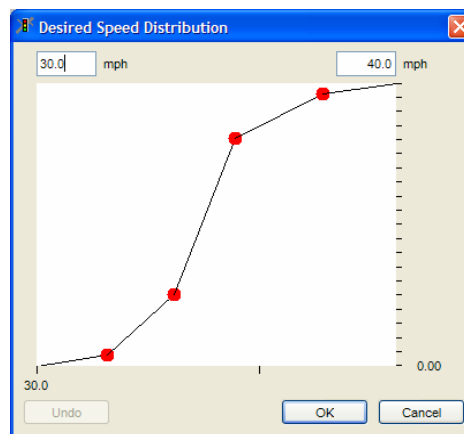 Desired Speed Distribution
30.0 mph 40.0 mph
0.00
30.0
Undo OK Cancel